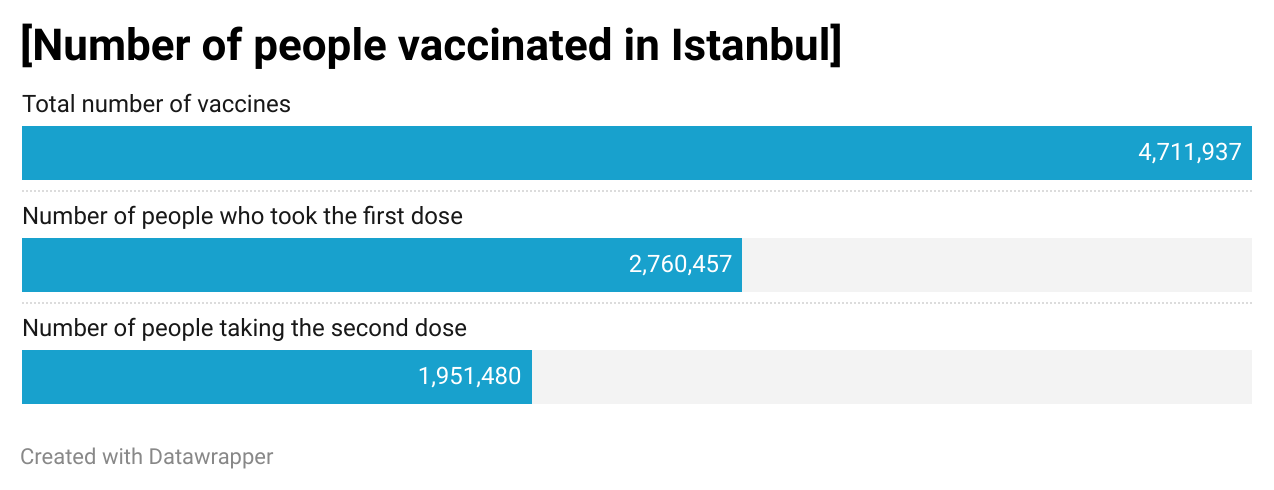 [Number of people vaccinated in Istanbul]
Total number of vaccines
4,711,937
Number of people who took the first dose
2,760,457
Number of people taking the second dose
1,951,480
Created with Datawrapper